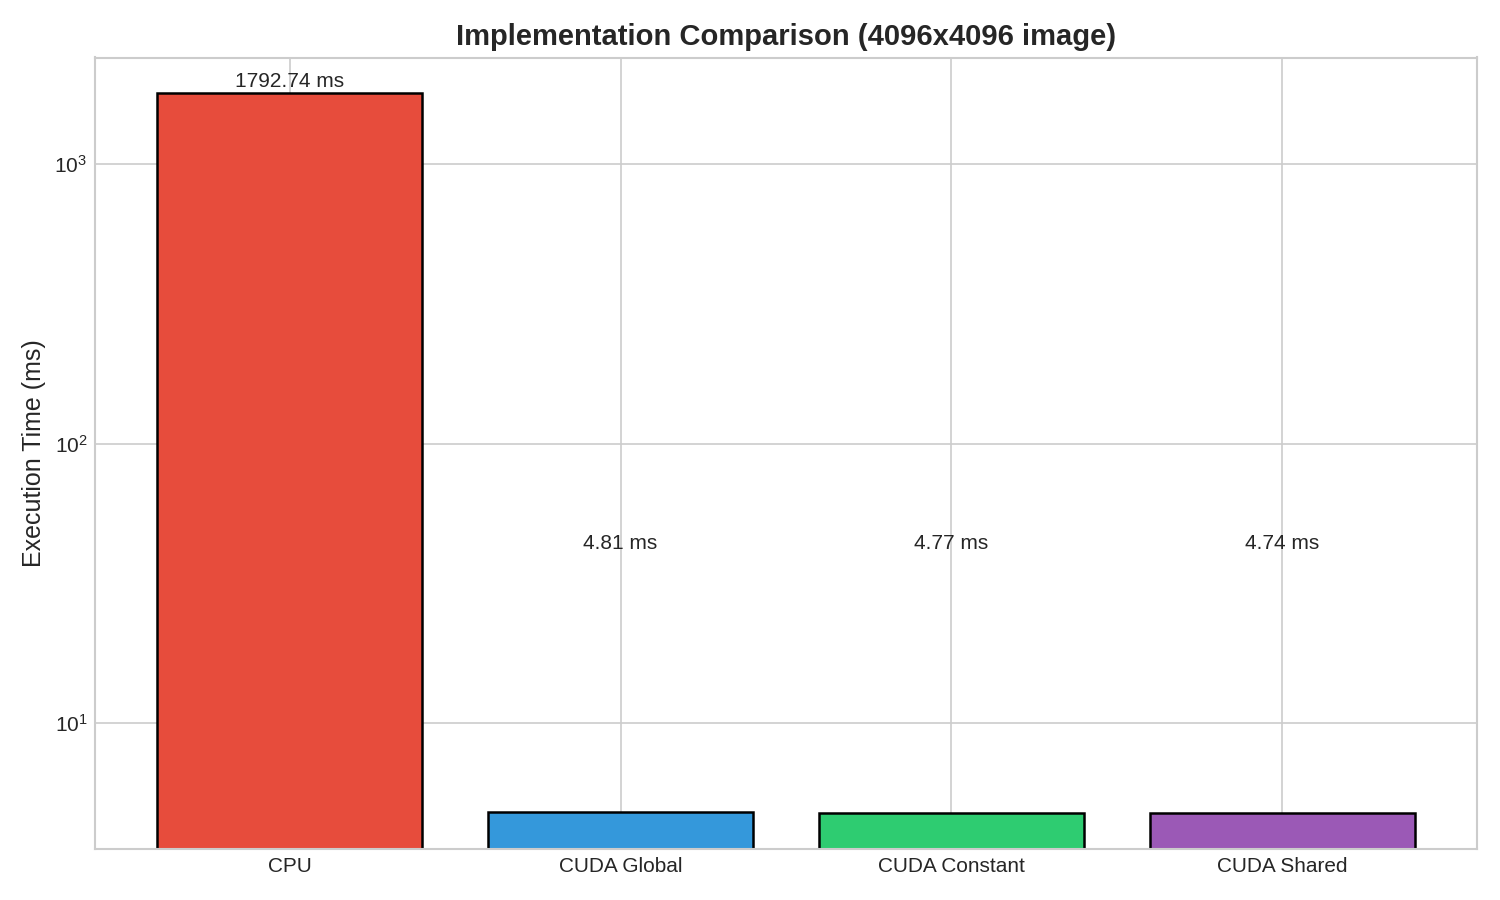 Implementation Comparison (4096x4096 image)
1792.74 ms
10³
Execution Time (ms)
10²
4.81 ms
4.77 ms
4.74 ms
10¹
CPU
CUDA Global
CUDA Constant
CUDA Shared